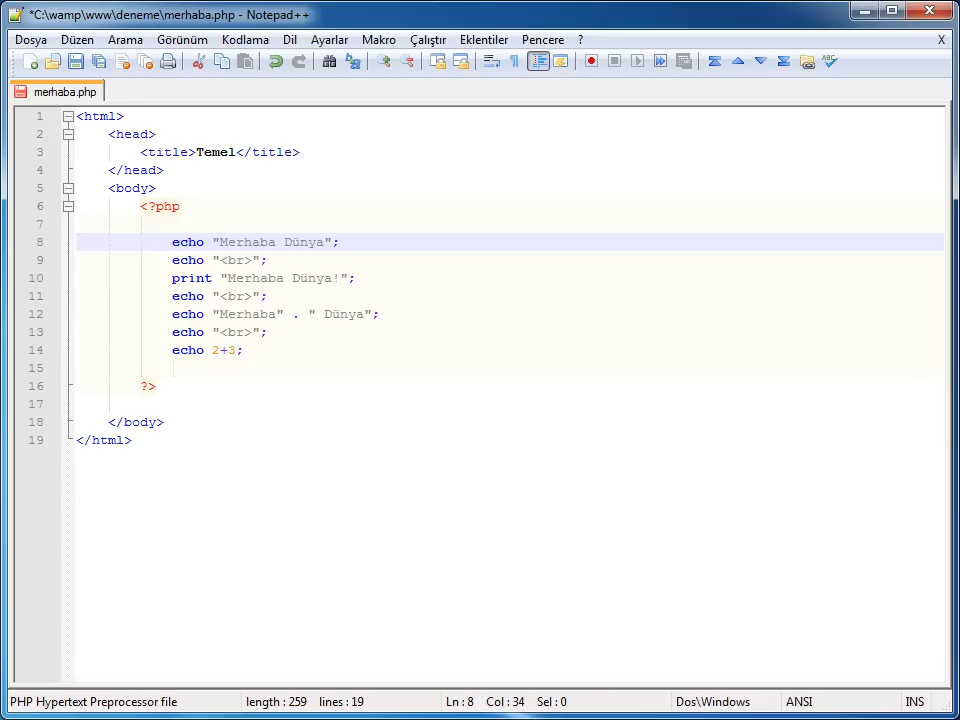 *C:\wamp\www\deneme\merhaba.php - Notepad++
Dosya Düzen Arama Görünüm Kodlama Dil Ayarlar Makro Çalıştır Eklentiler Pencere ? X
merhaba.php
1 <html>
2 <head>
3 <title>Temel</title>
4 </head>
5 <body>
6 <?php
7
8 echo "Merhaba Dünya";
9 echo "<br>";
10 print "Merhaba Dünya!";
11 echo "<br>";
12 echo "Merhaba" . " Dünya";
13 echo "<br>";
14 echo 2+3;
15
16 ?>
17
18 </body>
19 </html>
PHP Hypertext Preprocessor file length : 259 lines : 19 Ln : 8 Col : 34 Sel : 0 Dos\Windows ANSI INS